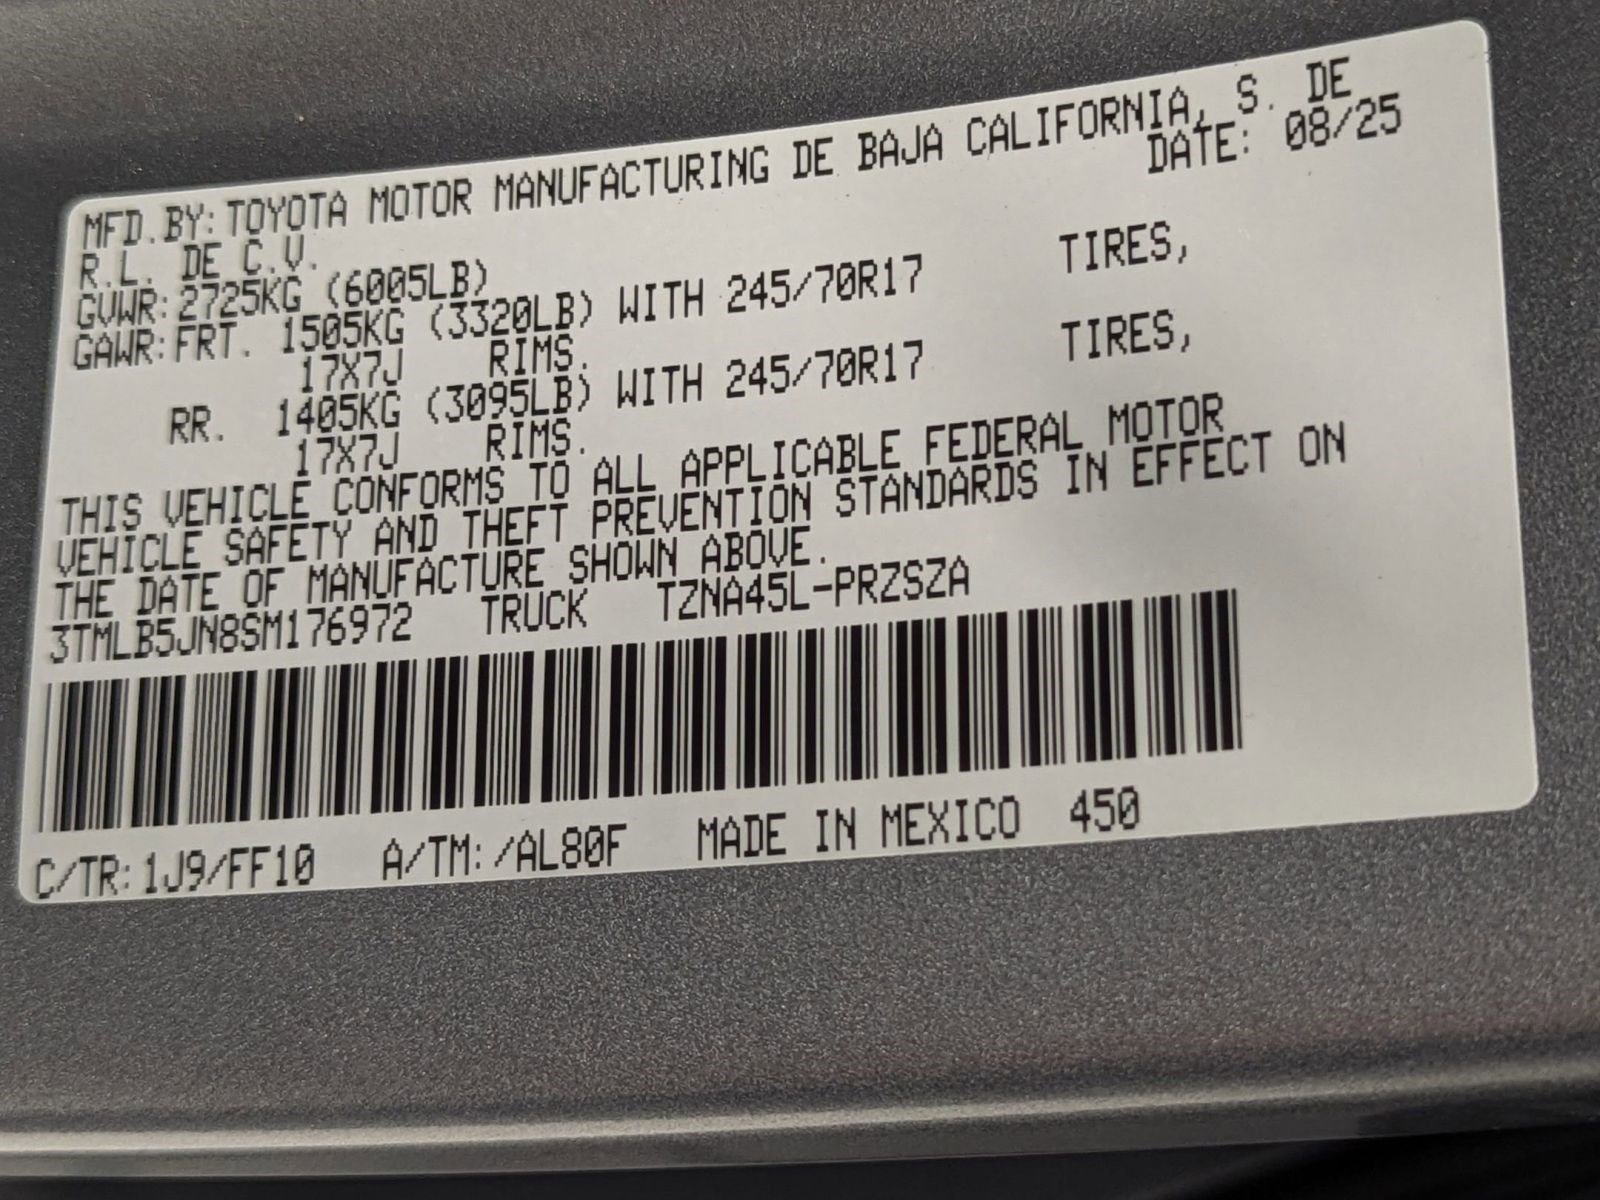 MFD.BY:TOYOTA MOTOR MANUFACTURING DE BAJA CALIFORNIA, S. DE
R.L. DE C.V. DATE: 08/25
GVWR:2725KG (6005LB)
GAWR:FRT. 1505KG (3320LB) WITH 245/70R17 TIRES,
17X7J RIMS.
RR. 1405KG (3095LB) WITH 245/70R17 TIRES,
17X7J RIMS.
THIS VEHICLE CONFORMS TO ALL APPLICABLE FEDERAL MOTOR
VEHICLE SAFETY AND THEFT PREVENTION STANDARDS IN EFFECT ON
THE DATE OF MANUFACTURE SHOWN ABOVE.
3TMLB5JN8SM176972 TRUCK TZNA45L-PRZSZA
C/TR:1J9/FF10 A/TM:/AL80F MADE IN MEXICO 450